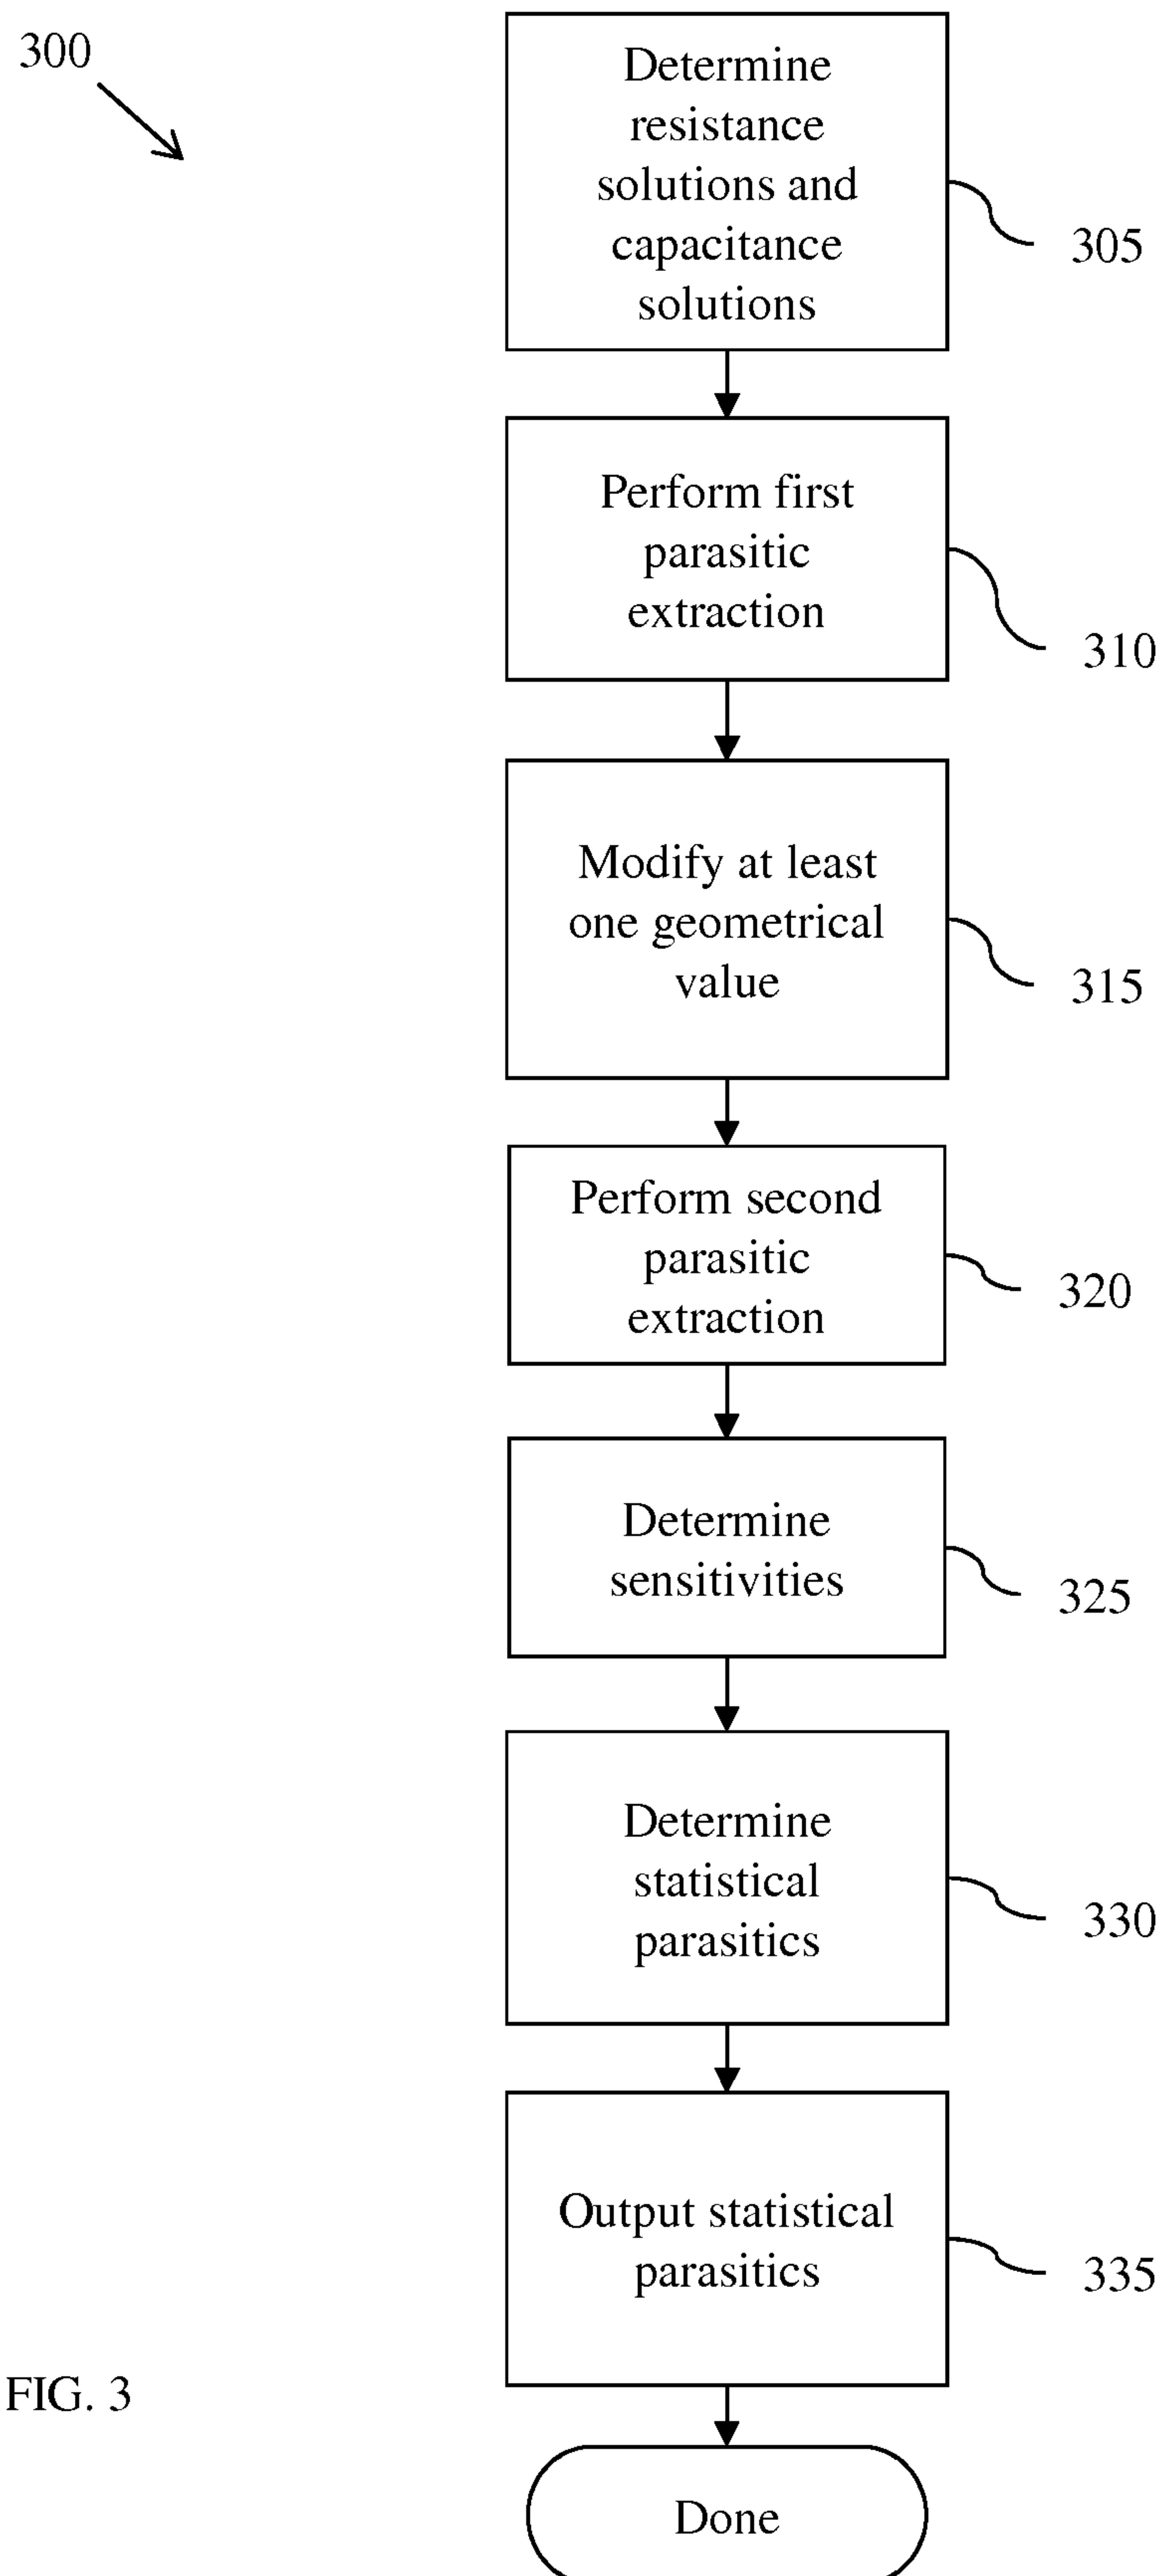 300
Determine
resistance
solutions and
capacitance
solutions
305
Perform first
parasitic
extraction
310
Modify at least
one geometrical
value
315
Perform second
parasitic
extraction
320
Determine
sensitivities
325
Determine
statistical
parasitics
330
Output statistical
parasitics
335
FIG. 3
Done